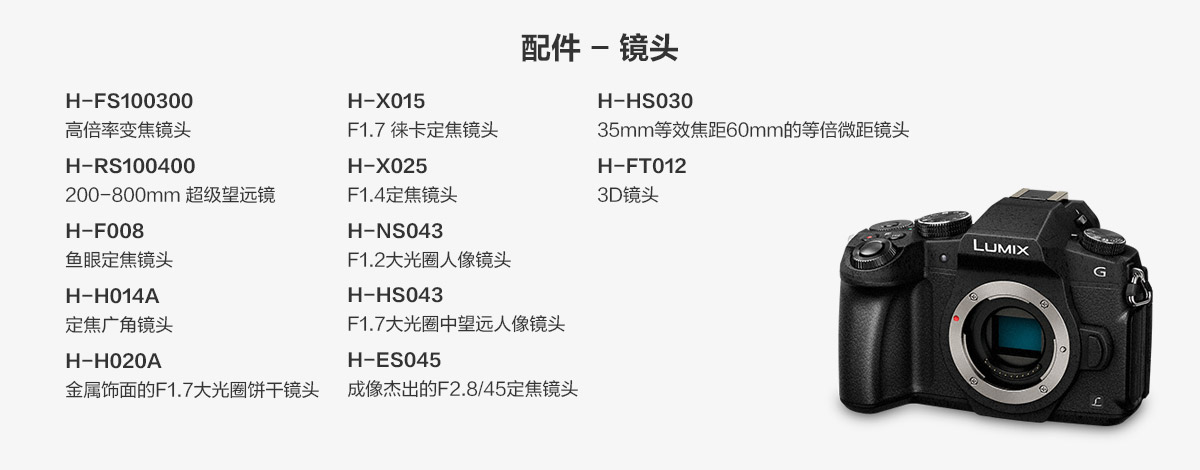 配件 – 镜头
H-FS100300
高倍率变焦镜头
H-RS100400
200-800mm 超级望远镜
H-F008
鱼眼定焦镜头
H-H014A
定焦广角镜头
H-H020A
金属饰面的F1.7大光圈饼干镜头
H-X015
F1.7 徕卡定焦镜头
H-X025
F1.4定焦镜头
H-NS043
F1.2大光圈人像镜头
H-HS043
F1.7大光圈中望远人像镜头
H-ES045
成像杰出的F2.8/45定焦镜头
H-HS030
35mm等效焦距60mm的等倍微距镜头
H-FT012
3D镜头
LUMIX
G